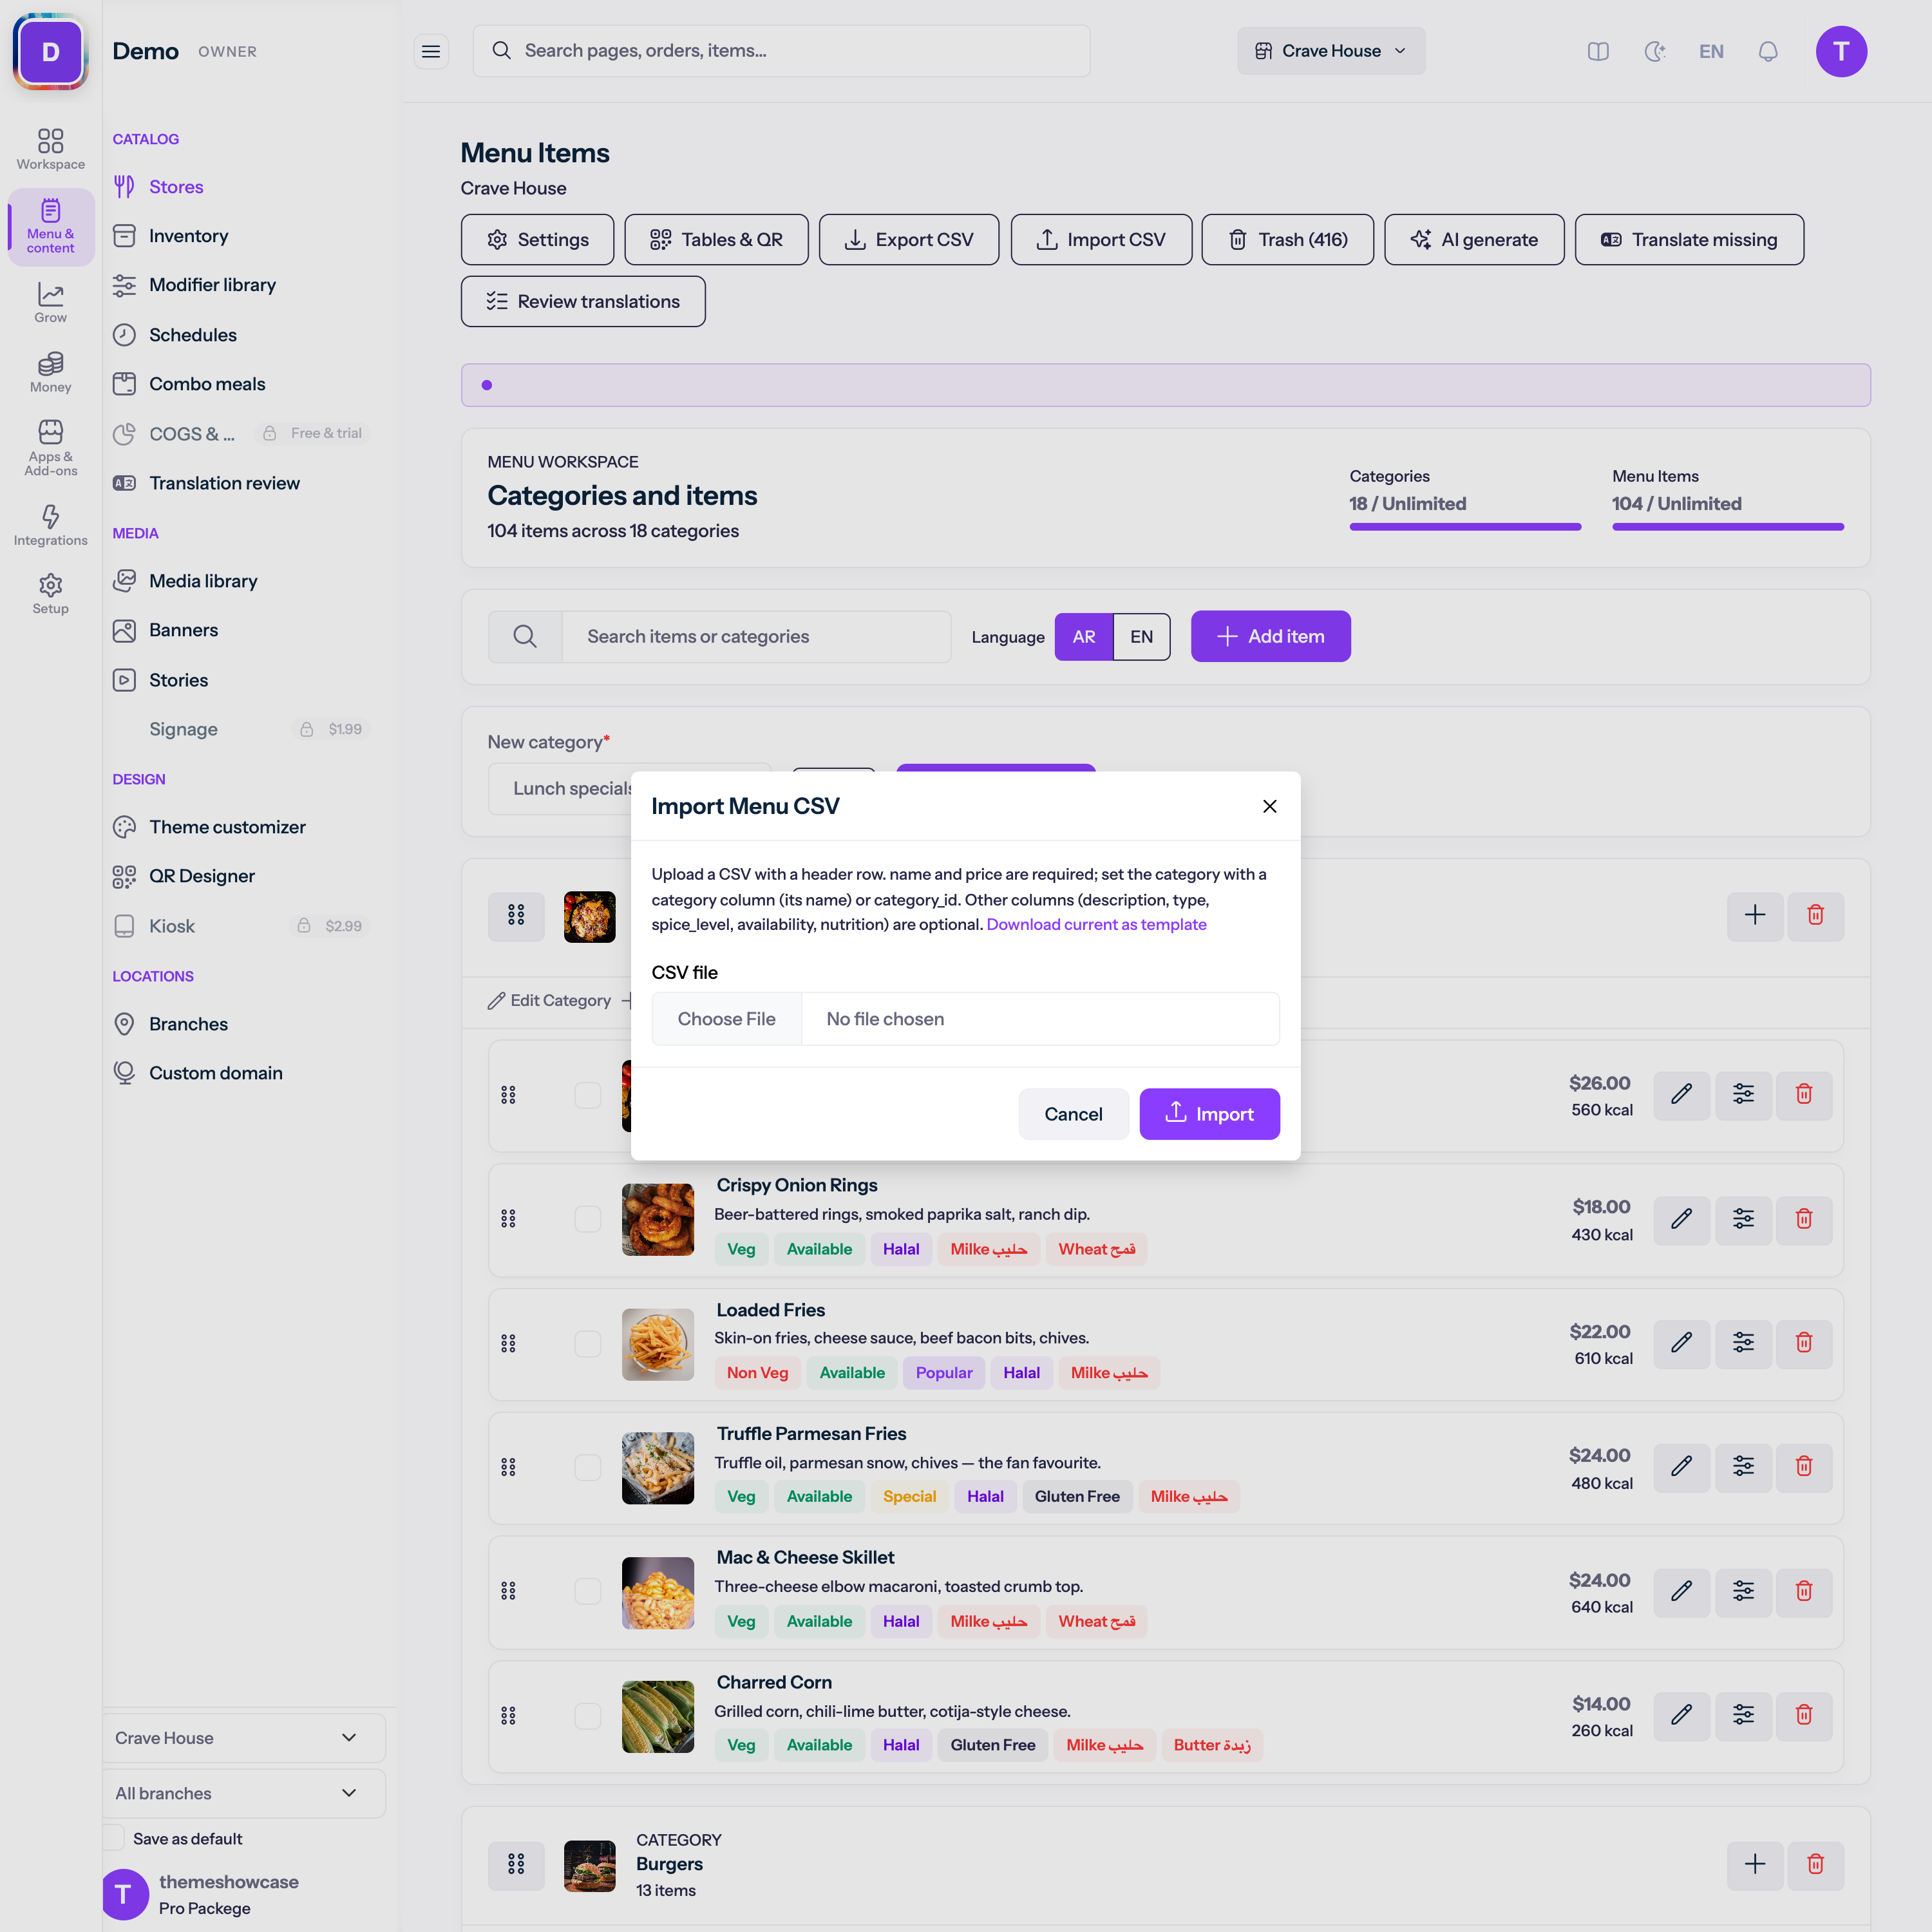 D
Demo OWNER
Search pages, orders, items...
Crave House
EN
T
Workspace
Menu &
content
Grow
Money
Apps &
Add-ons
Integrations
Setup
CATALOG
Stores
Inventory
Modifier library
Schedules
Combo meals
COGS & ... Free & trial
Translation review
MEDIA
Media library
Banners
Stories
Signage $1.99
DESIGN
Theme customizer
QR Designer
Kiosk $2.99
LOCATIONS
Branches
Custom domain
Crave House
All branches
Save as default
T
themeshowcase
Pro Packege
Menu Items
Crave House
Settings Tables & QR Export CSV Import CSV Trash (416) AI generate Translate missing
Review translations
MENU WORKSPACE
Categories and items
104 items across 18 categories
Categories
18 / Unlimited
Menu Items
104 / Unlimited
Search items or categories Language AR EN Add item
New category*
Lunch specials
Import Menu CSV
Upload a CSV with a header row. name and price are required; set the category with a
category column (its name) or category_id. Other columns (description, type,
spice_level, availability, nutrition) are optional. Download current as template
CSV file
Choose File No file chosen
Cancel Import
Edit Category
$26.00
560 kcal
Crispy Onion Rings
Beer-battered rings, smoked paprika salt, ranch dip.
Veg Available Halal Milke حليب Wheat قمح
$18.00
430 kcal
Loaded Fries
Skin-on fries, cheese sauce, beef bacon bits, chives.
Non Veg Available Popular Halal Milke حليب
$22.00
610 kcal
Truffle Parmesan Fries
Truffle oil, parmesan snow, chives — the fan favourite.
Veg Available Special Halal Gluten Free Milke حليب
$24.00
480 kcal
Mac & Cheese Skillet
Three-cheese elbow macaroni, toasted crumb top.
Veg Available Halal Milke حليب Wheat قمح
$24.00
640 kcal
Charred Corn
Grilled corn, chili-lime butter, cotija-style cheese.
Veg Available Halal Gluten Free Milke حليب Butter زبدة
$14.00
260 kcal
CATEGORY
Burgers
13 items